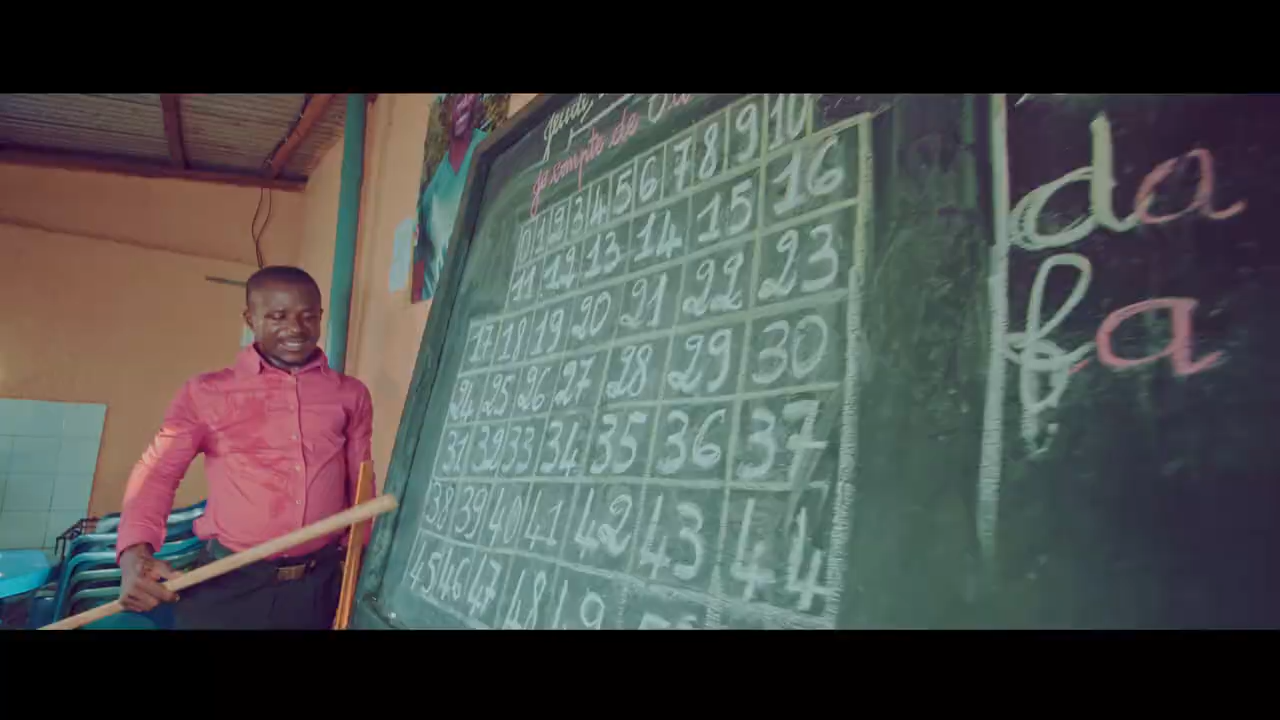 Jeudi
Je compte de 0 à
0 1 2 3 4 5 6 7 8 9 10
11 12 13 14 15 16
17 18 19 20 21 22 23
24 25 26 27 28 29 30
31 32 33 34 35 36 37
38 39 40 41 42 43 44
45 46 47 48 49
da
fa